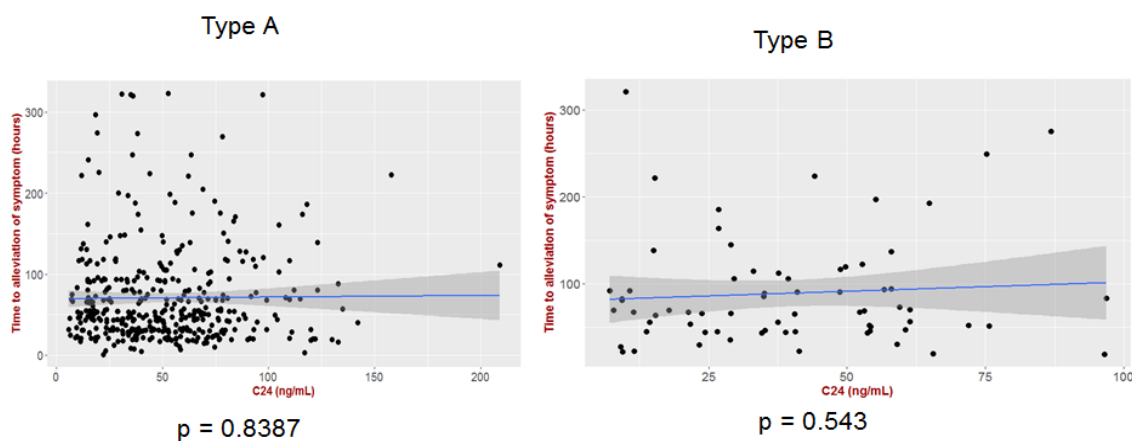 Type A
Type B
Time to alleviation of symptom (hours)
300
200
100
0
0
50
100
150
200
C24 (ng/mL)
p = 0.8387
Time to alleviation of symptom (hours)
300
200
100
25
50
75
100
C24 (ng/mL)
p = 0.543